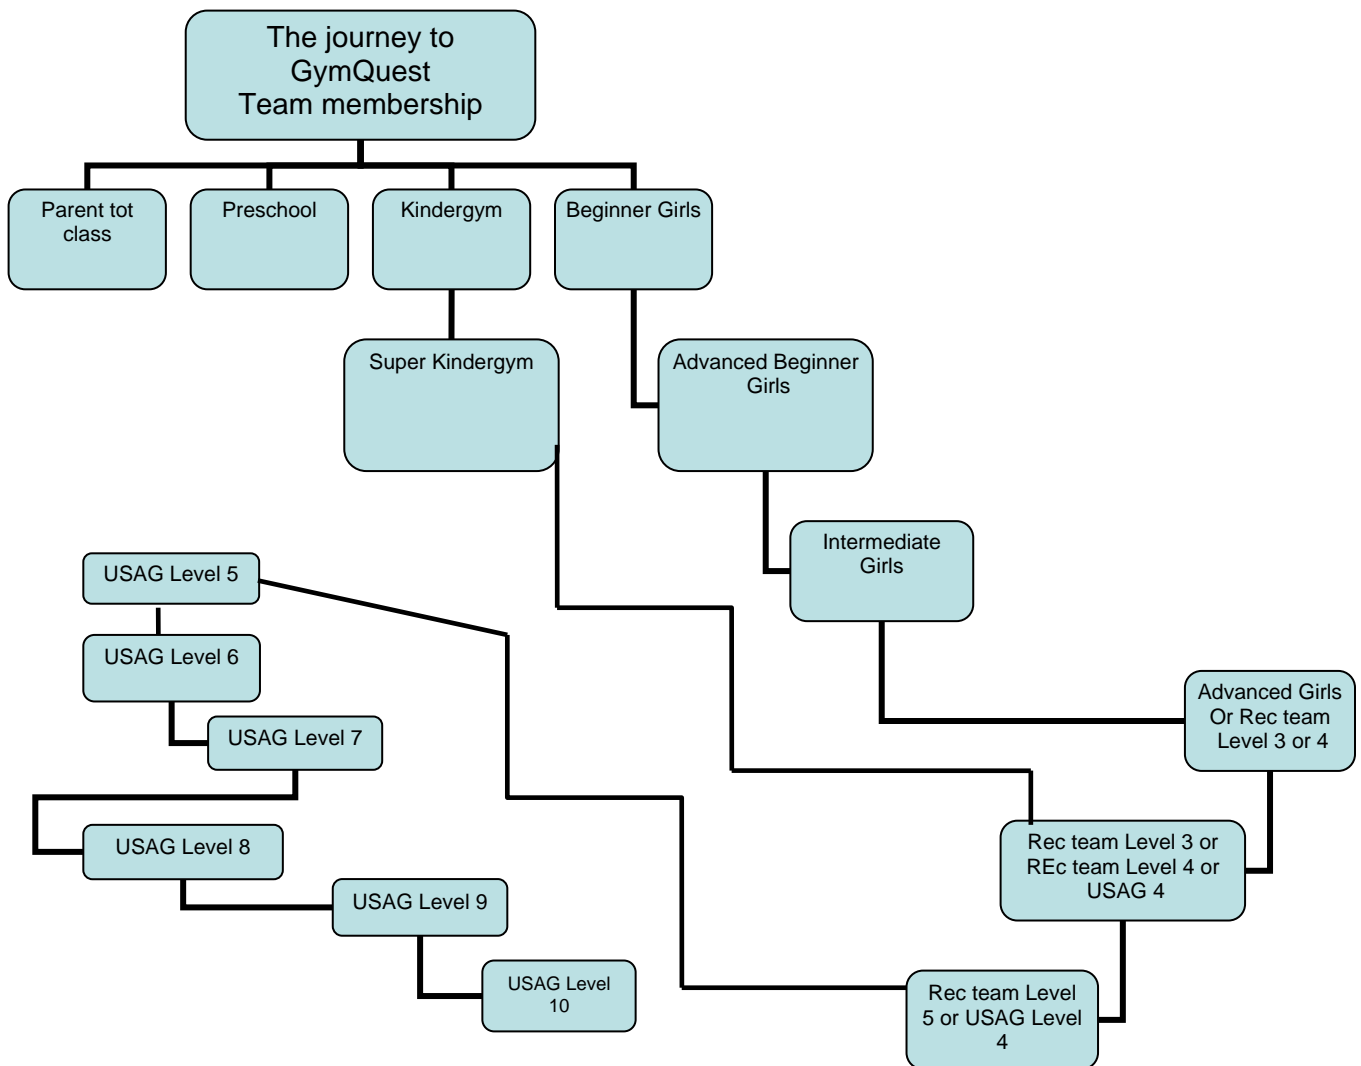 The journey to
GymQuest
Team membership
Parent tot
class
Preschool
Kindergym
Beginner Girls
Super Kindergym
Advanced Beginner
Girls
Intermediate
Girls
USAG Level 5
USAG Level 6
Advanced Girls
Or Rec team
Level 3 or 4
USAG Level 7
USAG Level 8
Rec team Level 3 or
REc team Level 4 or
USAG 4
USAG Level 9
USAG Level
10
Rec team Level
5 or USAG Level
4